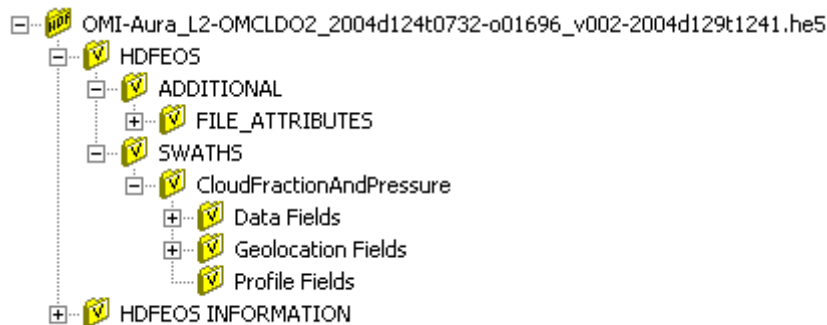 OMI-Aura_L2-OMCLDO2_2004d124t0732-o01696_v002-2004d129t1241.he5
HDFEOS
ADDITIONAL
FILE_ATTRIBUTES
SWATHS
CloudFractionAndPressure
Data Fields
Geolocation Fields
Profile Fields
HDFEOS INFORMATION